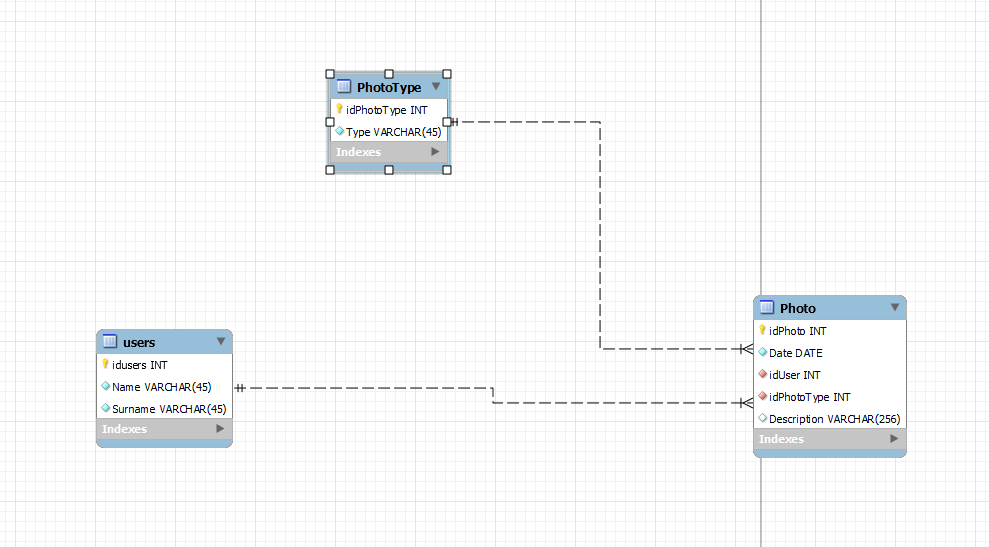 PhotoType
idPhotoType INT
Type VARCHAR(45)
Indexes
users
idusers INT
Name VARCHAR(45)
Surname VARCHAR(45)
Indexes
Photo
idPhoto INT
Date DATE
idUser INT
idPhotoType INT
Description VARCHAR(256)
Indexes